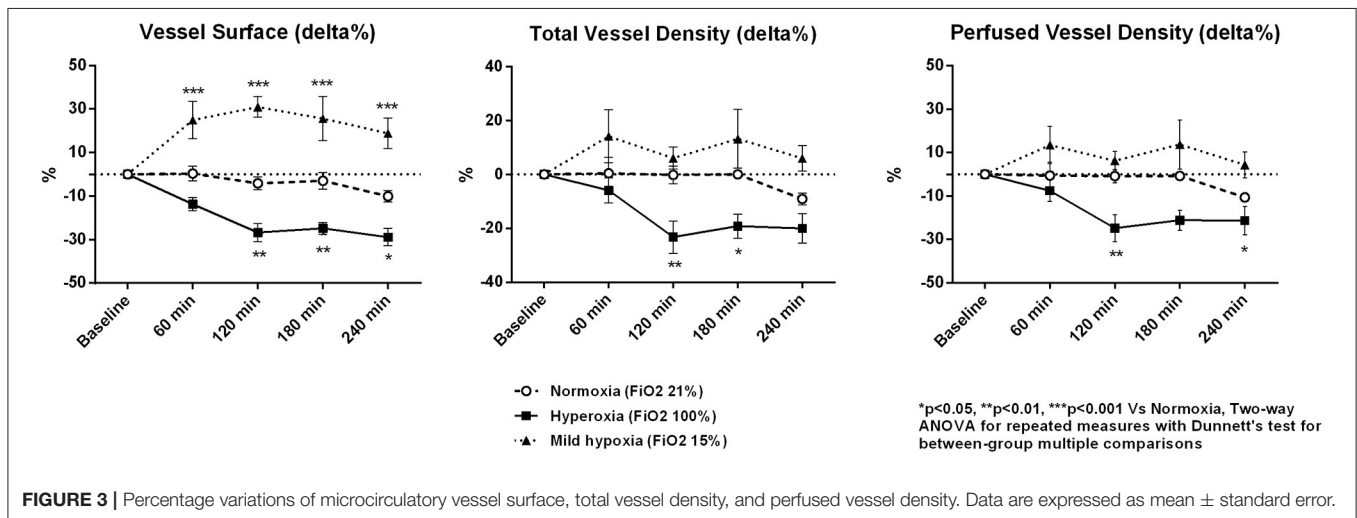 Vessel Surface (delta%)
50
30
10
-10
-30
-50
%
***
***
***
***
**
**
*
Baseline
60 min
120 min
180 min
240 min
Total Vessel Density (delta%)
40
20
0
-20
-40
%
**
*
Baseline
60 min
120 min
180 min
240 min
Perfused Vessel Density (delta%)
50
30
10
-10
-30
-50
%
**
*
Baseline
60 min
120 min
180 min
240 min
Normoxia (FiO2 21%)
Hyperoxia (FiO2 100%)
Mild hypoxia (FiO2 15%)
*p<0.05, **p<0.01, ***p<0.001 Vs Normoxia, Two-way
ANOVA for repeated measures with Dunnett's test for
between-group multiple comparisons
FIGURE 3 | Percentage variations of microcirculatory vessel surface, total vessel density, and perfused vessel density. Data are expressed as mean ± standard error.